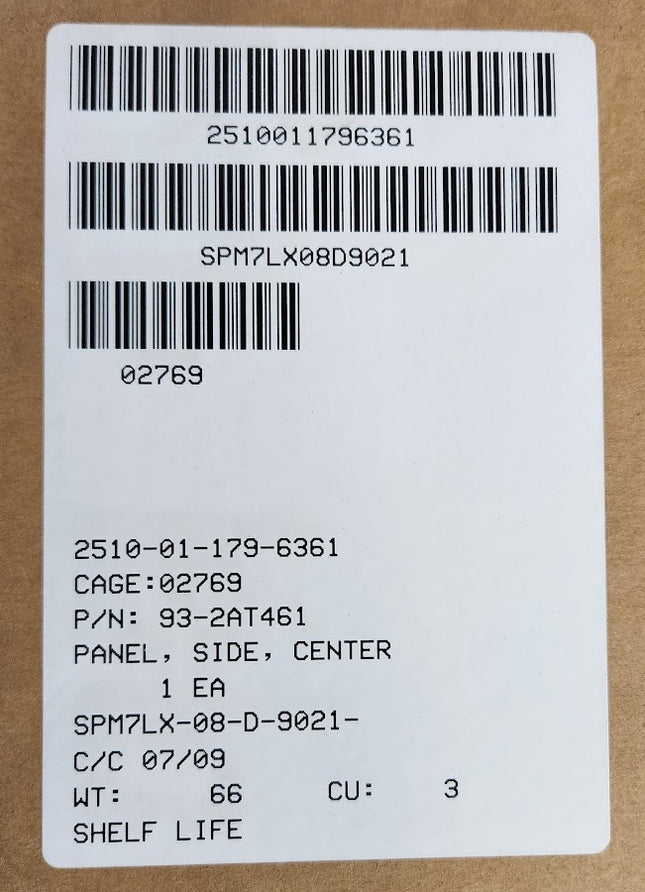 2510011796361
SPM7LX08D9021
02769
2510-01-179-6361
CAGE:02769
P/N: 93-2AT461
PANEL, SIDE, CENTER
1 EA
SPM7LX-08-D-9021-
C/C 07/09
WT: 66 CU: 3
SHELF LIFE